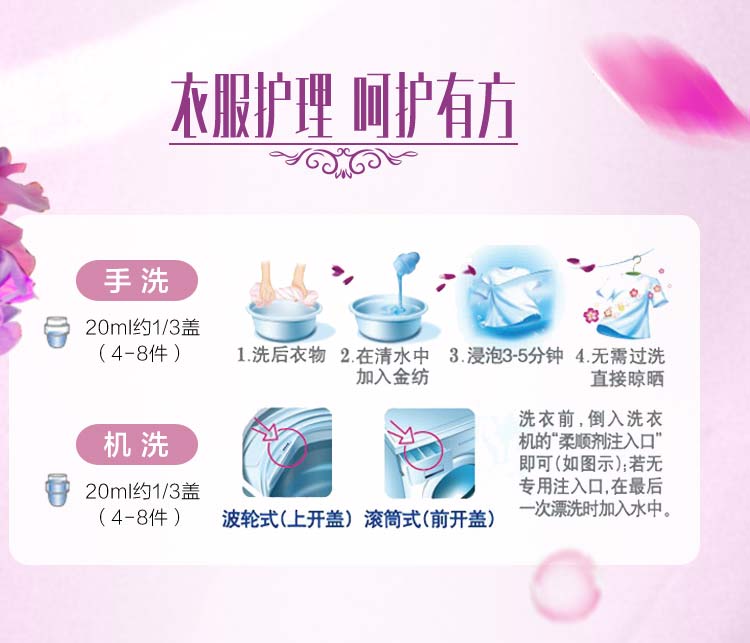 衣服护理 呵护有方
手洗
20ml约1/3盖
（4-8件）
1.洗后衣物
2.在清水中
加入金纺
3.浸泡3-5分钟
4.无需过洗
直接晾晒
机洗
20ml约1/3盖
（4-8件）
波轮式(上开盖)
滚筒式(前开盖)
洗衣前,倒入洗衣
机的“柔顺剂注入口”
即可(如图示);若无
专用注入口,在最后
一次漂洗时加入水中。